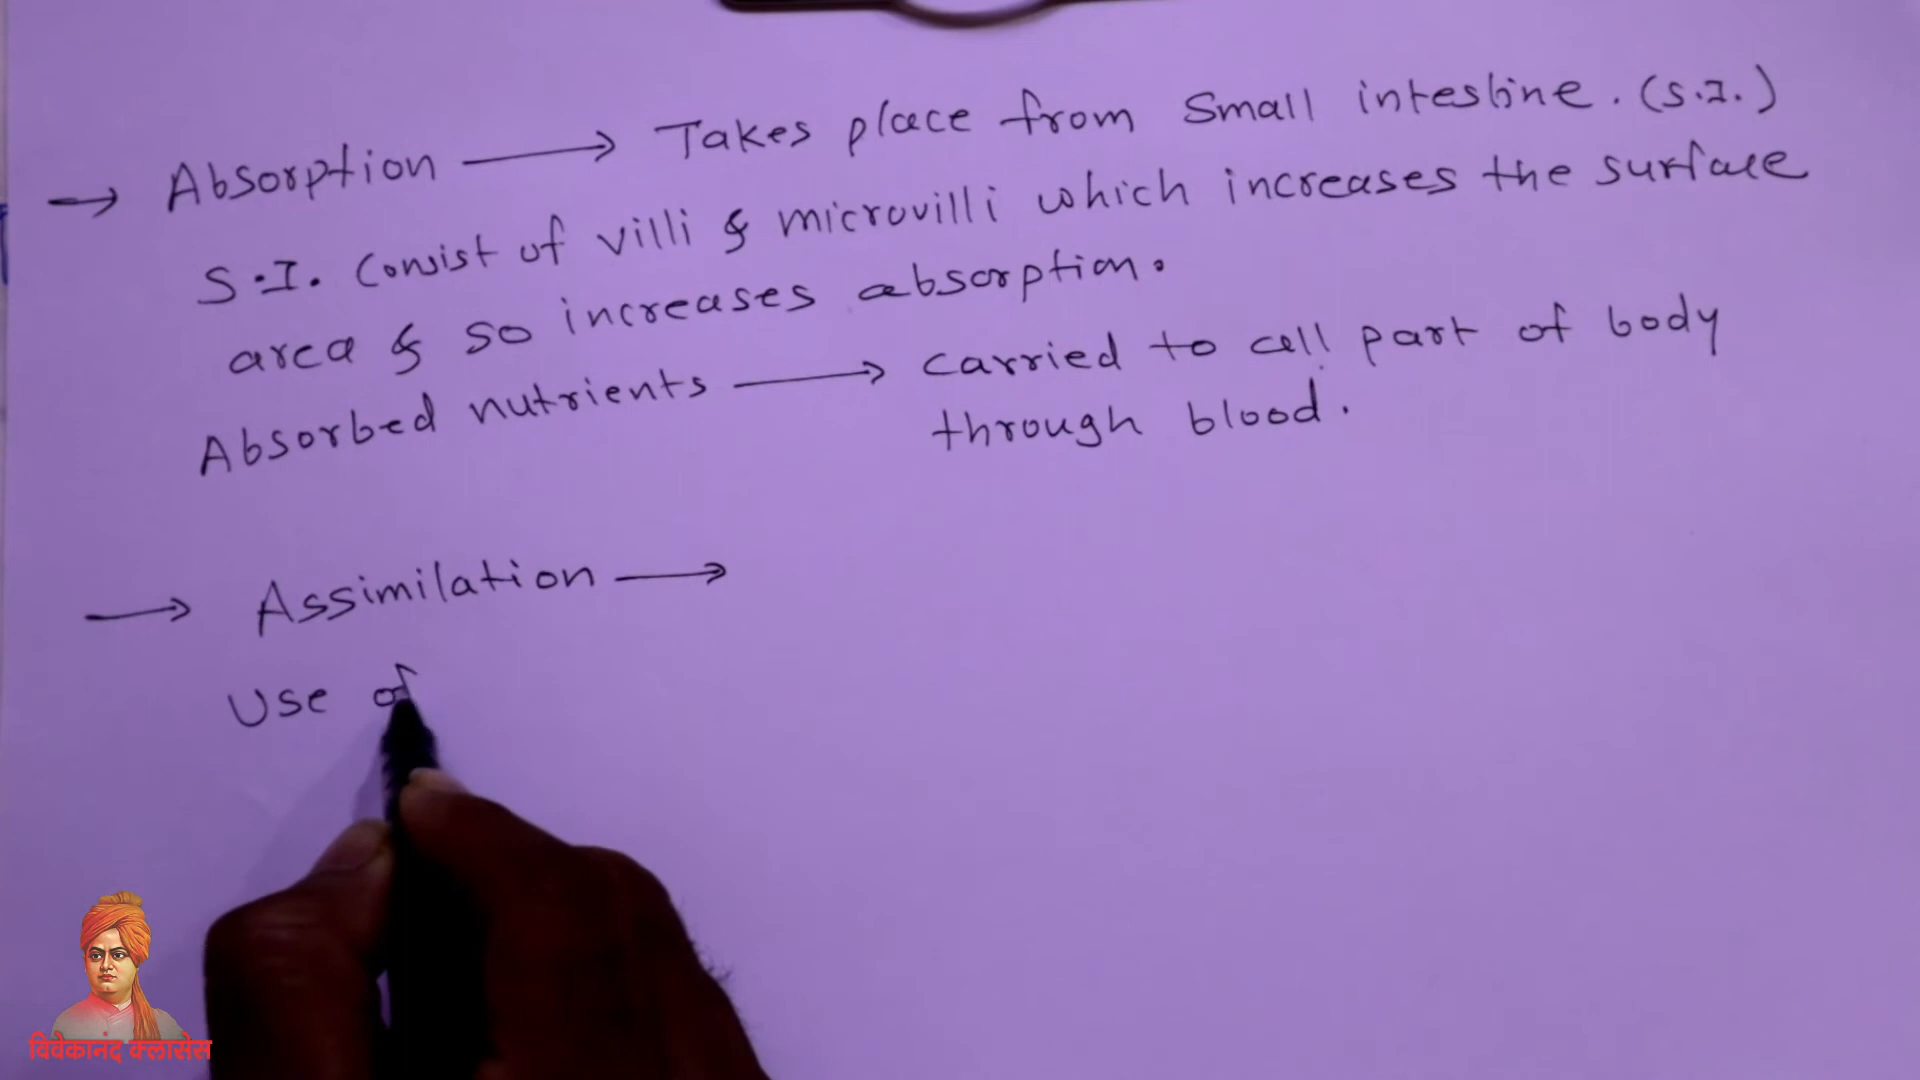 → Absorption → Takes place from Small intestine. (S.I.)
S.I. Consist of villi & microvilli which increases the surface
area & so increases absorption.
Absorbed nutrients → carried to cell part of body
through blood.
→ Assimilation →
Use of
विवेकानंद क्लासेस